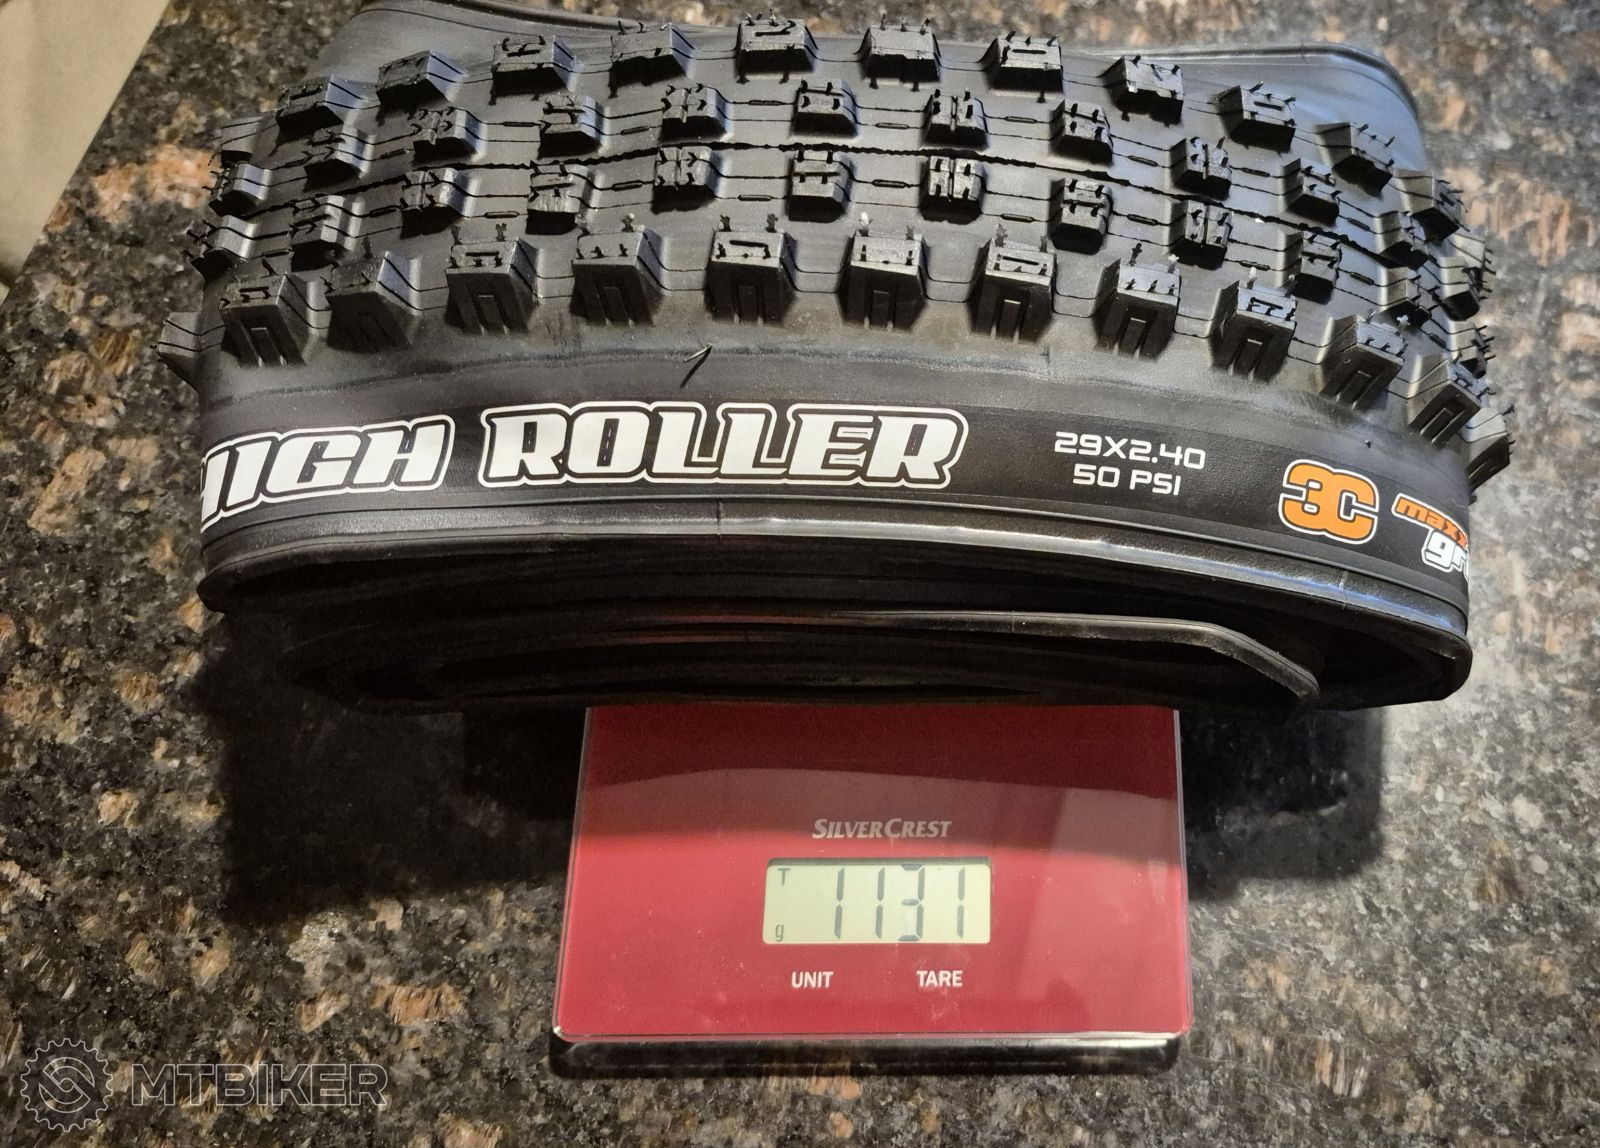 HIGH ROLLER
29X2.40
50 PSI
3C
SILVERCREST
T
g
1131
UNIT TARE
MTBIKER